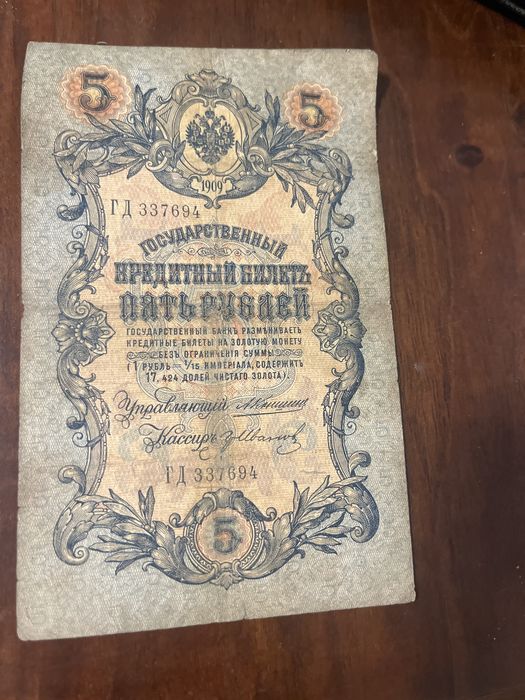 5 5
1909
ГД 337694
ГОСУДАРСТВЕННЫЙ
КРЕДИТНЫЙ БИЛЕТЪ
ПЯТЬ РУБЛЕЙ
ГОСУДАРСТВЕННЫЙ БАНКЪ РАЗМѢНИВАЕТЪ
КРЕДИТНЫЕ БИЛЕТЫ НА ЗОЛОТУЮ МОНЕТУ
БЕЗЪ ОГРАНИЧЕНІЯ СУММЫ
(1 РУБЛЬ = 1/15 ИМПЕРІАЛА, СОДЕРЖИТЪ
17,424 ДОЛЕЙ ЧИСТАГО ЗОЛОТА).
Управляющій
Кассиръ
ГД 337694
5